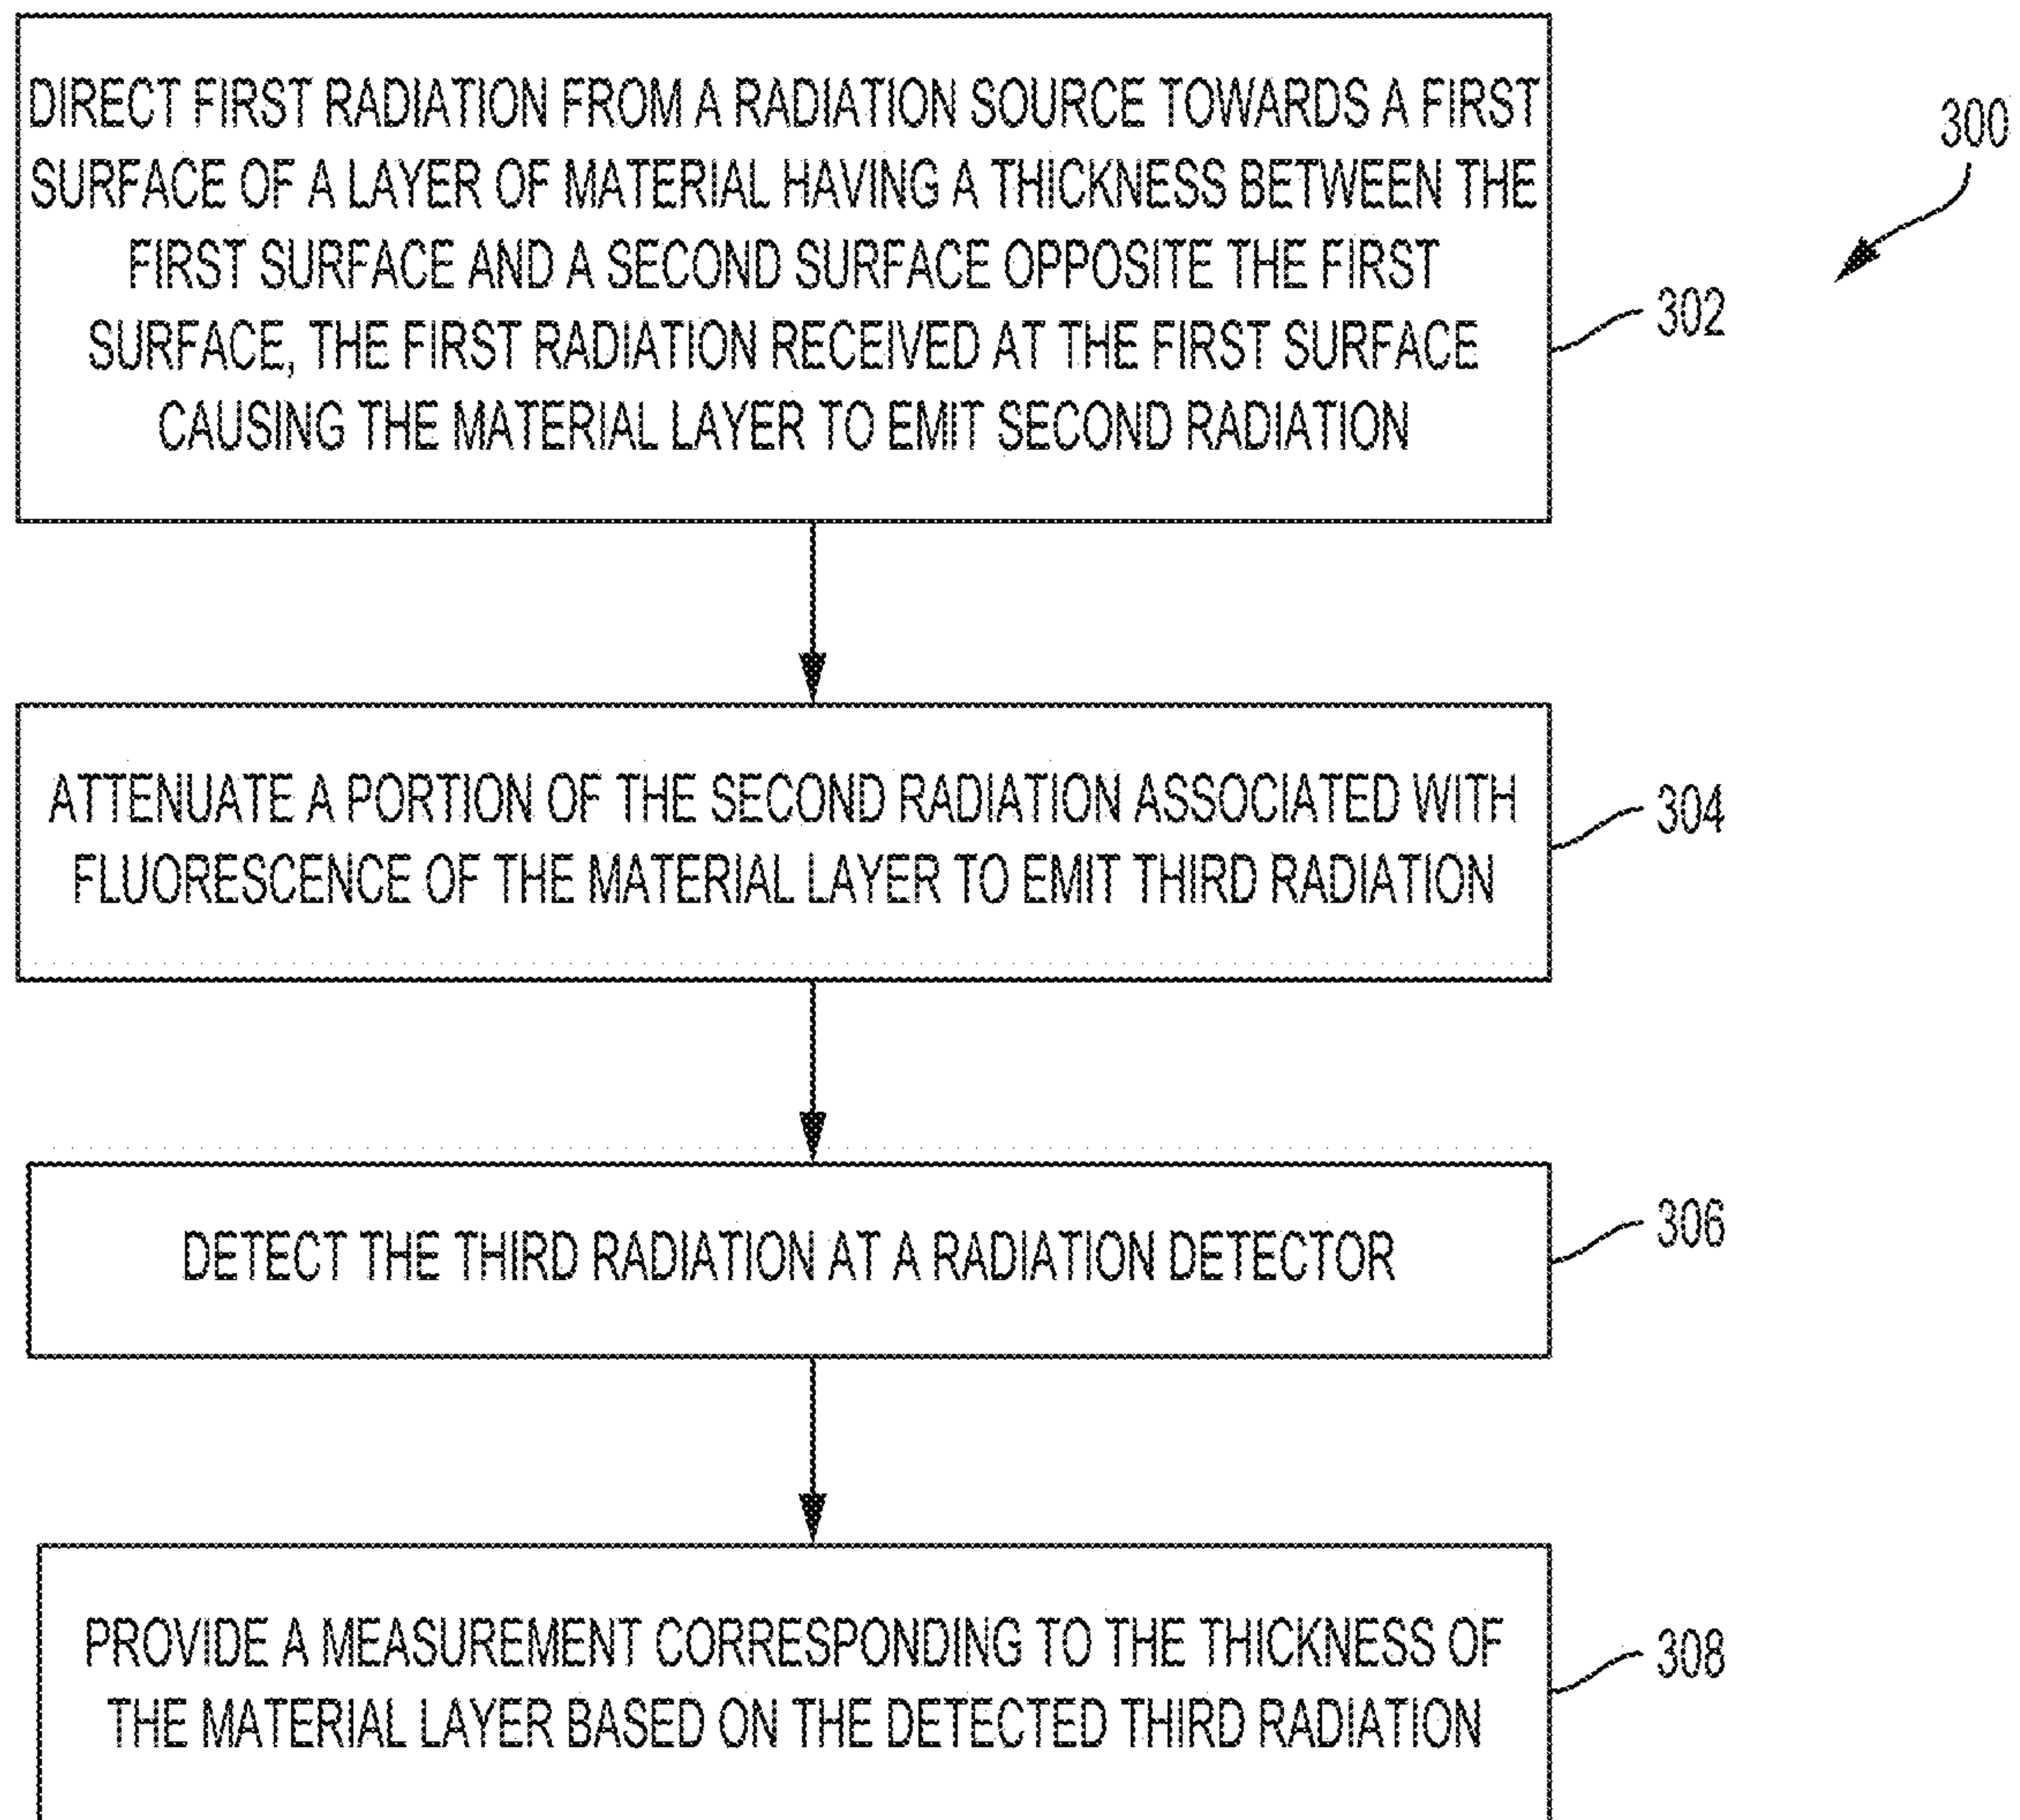 DIRECT FIRST RADIATION FROM A RADIATION SOURCE TOWARDS A FIRST
SURFACE OF A LAYER OF MATERIAL HAVING A THICKNESS BETWEEN THE
FIRST SURFACE AND A SECOND SURFACE OPPOSITE THE FIRST
SURFACE, THE FIRST RADIATION RECEIVED AT THE FIRST SURFACE
CAUSING THE MATERIAL LAYER TO EMIT SECOND RADIATION
300
302
ATTENUATE A PORTION OF THE SECOND RADIATION ASSOCIATED WITH
FLUORESCENCE OF THE MATERIAL LAYER TO EMIT THIRD RADIATION
304
DETECT THE THIRD RADIATION AT A RADIATION DETECTOR
306
PROVIDE A MEASUREMENT CORRESPONDING TO THE THICKNESS OF
THE MATERIAL LAYER BASED ON THE DETECTED THIRD RADIATION
308